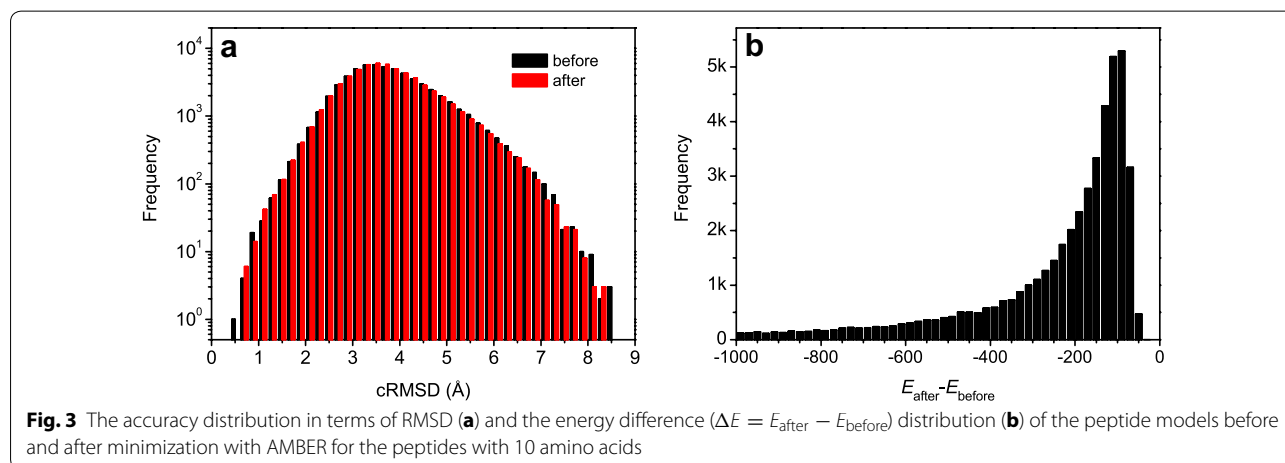 a
before
after
10⁴
10³
10²
10¹
10⁰
Frequency
0 1 2 3 4 5 6 7 8 9
cRMSD (Å)
b
5k
4k
3k
2k
1k
0
Frequency
-1000 -800 -600 -400 -200 0
E_after-E_before
Fig. 3 The accuracy distribution in terms of RMSD (a) and the energy difference (ΔE = E_after − E_before) distribution (b) of the peptide models before
and after minimization with AMBER for the peptides with 10 amino acids